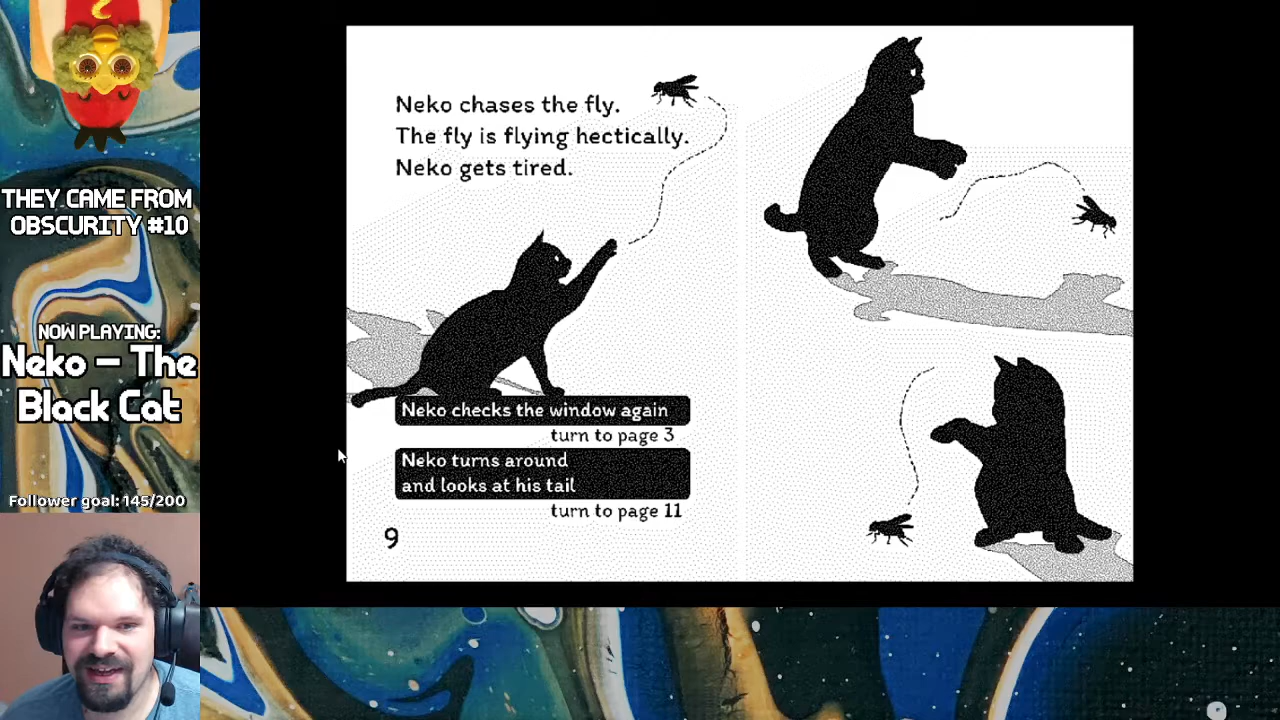 THEY CAME FROM
OBSCURITY #10
NOW PLAYING:
Neko – The
Black Cat
Follower goal: 145/200
Neko chases the fly.
The fly is flying hectically.
Neko gets tired.
Neko checks the window again
turn to page 3
Neko turns around
and looks at his tail
turn to page 11
9